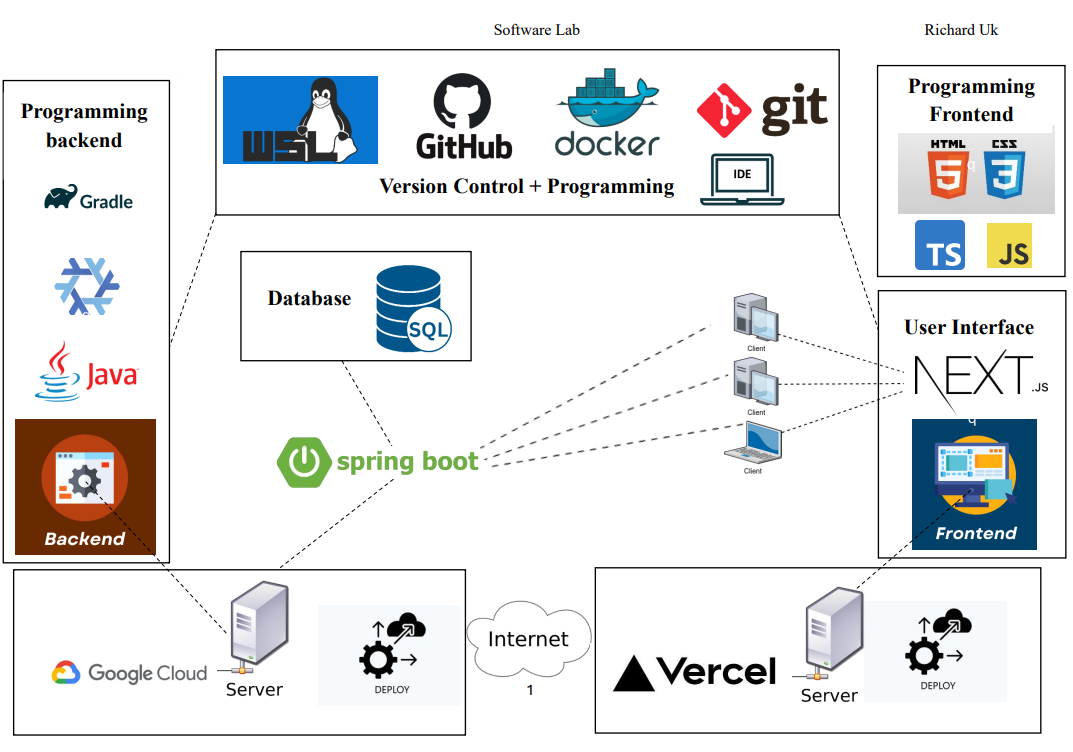 Software Lab
Richard Uk
Programming
backend
Gradle
Java
Backend
WSL
GitHub
docker
git
IDE
Version Control + Programming
Programming
Frontend
HTML
CSS
5
q
3
TS
JS
Database
SQL
spring boot
Client
Client
Client
User Interface
NEXT.JS
q
Frontend
Google Cloud
Server
DEPLOY
Internet
1
Vercel
Server
DEPLOY